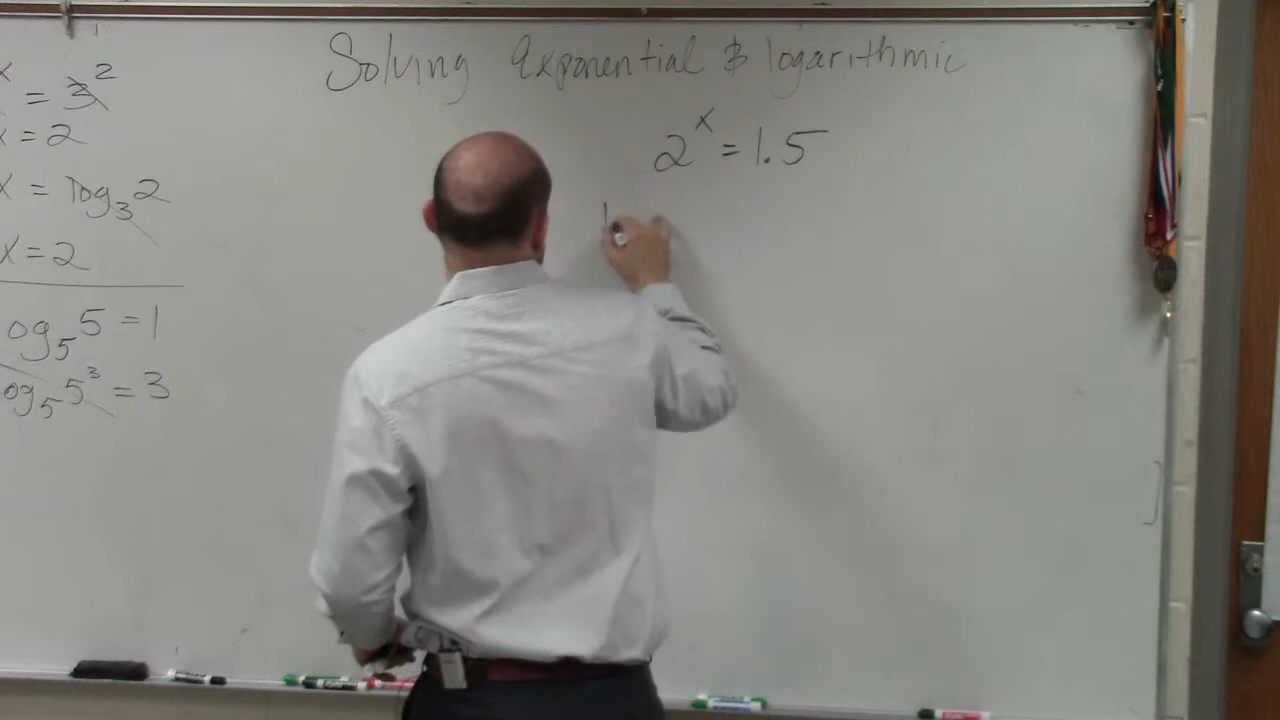 Solving exponential & logarithmic
2^x = 1.5
x = 3^2
x = 2
x = log_3 2
x = 2
og_5 5 = 1
og_5 5^3 = 3